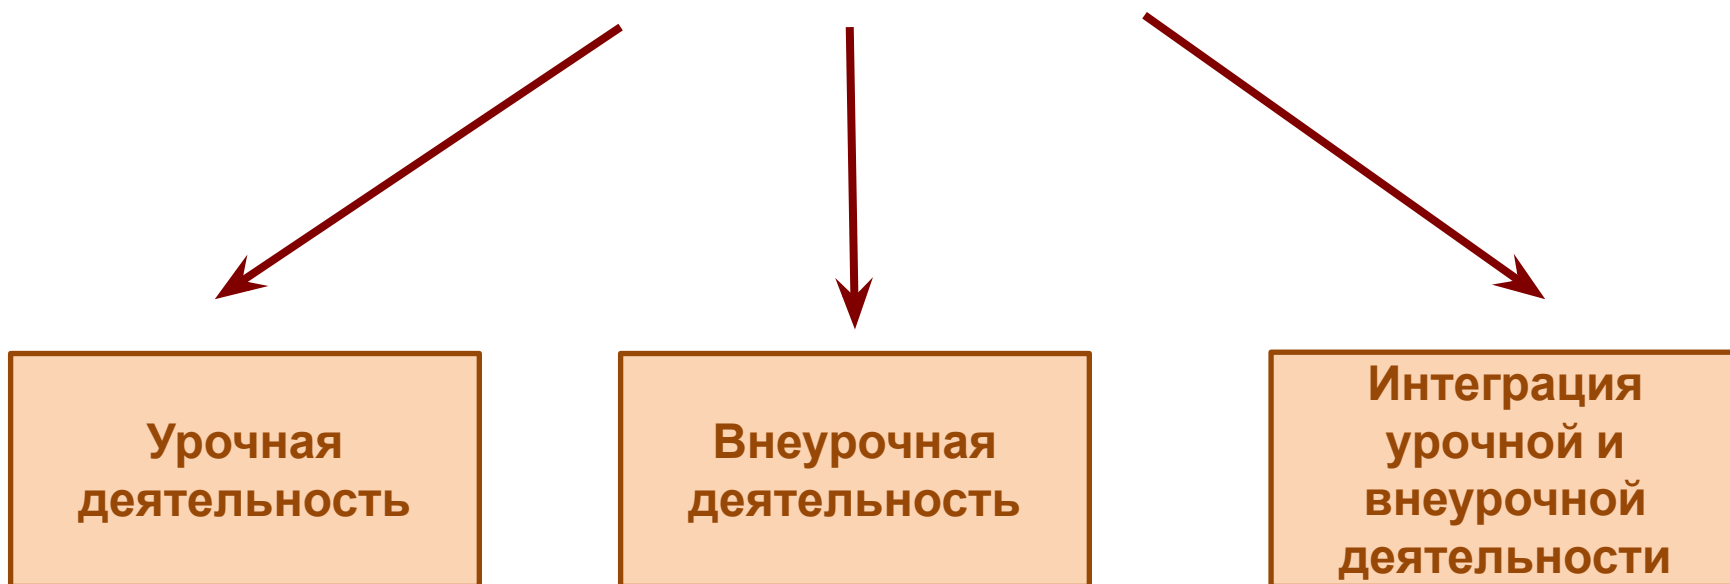 Урочная
деятельность
Внеурочная
деятельность
Интеграция
урочной и
внеурочной
деятельности